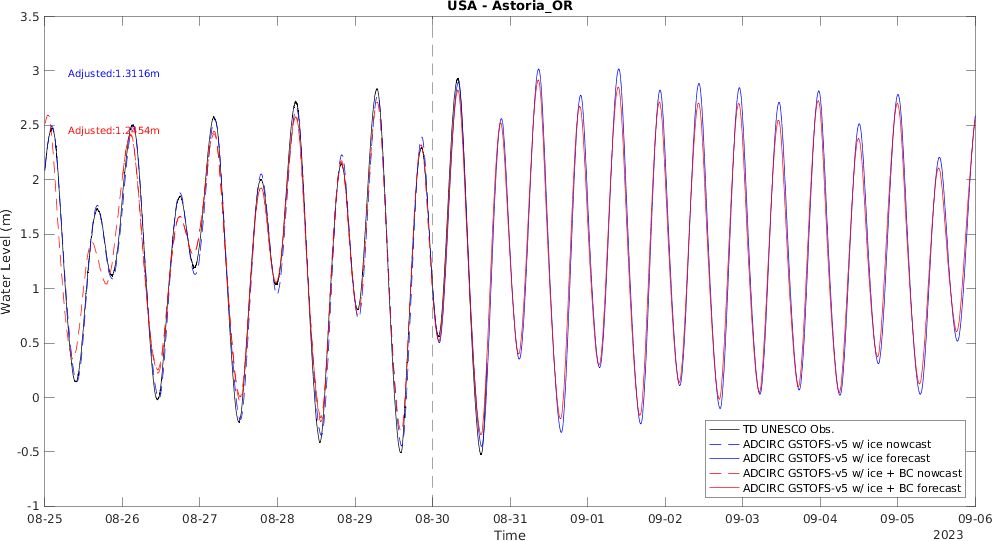 USA - Astoria_OR
3.5
3
2.5
2
1.5
1
0.5
0
-0.5
-1
Water Level (m)
Adjusted:1.3116m
Adjusted:1.2454m
TD UNESCO Obs.
ADCIRC GSTOFS-v5 w/ ice nowcast
ADCIRC GSTOFS-v5 w/ ice forecast
ADCIRC GSTOFS-v5 w/ ice + BC nowcast
ADCIRC GSTOFS-v5 w/ ice + BC forecast
08-25 08-26 08-27 08-28 08-29 08-30 08-31 09-01 09-02 09-03 09-04 09-05 09-06
Time
2023